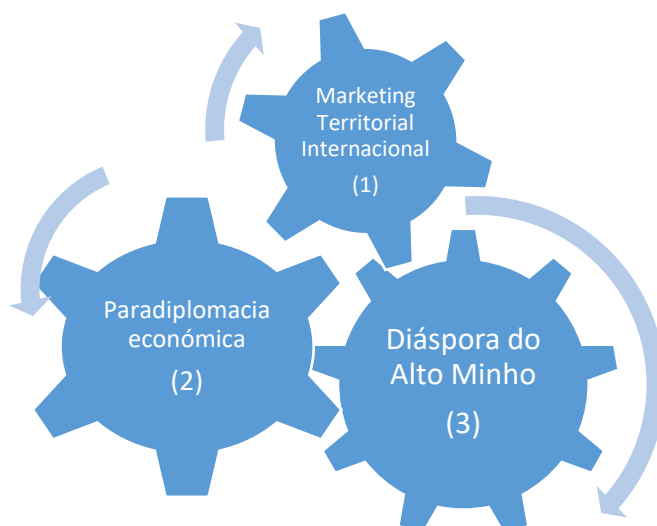 Marketing
Territorial
Internacional
(1)
Paradiplomacia
económica
(2)
Diáspora do
Alto Minho
(3)